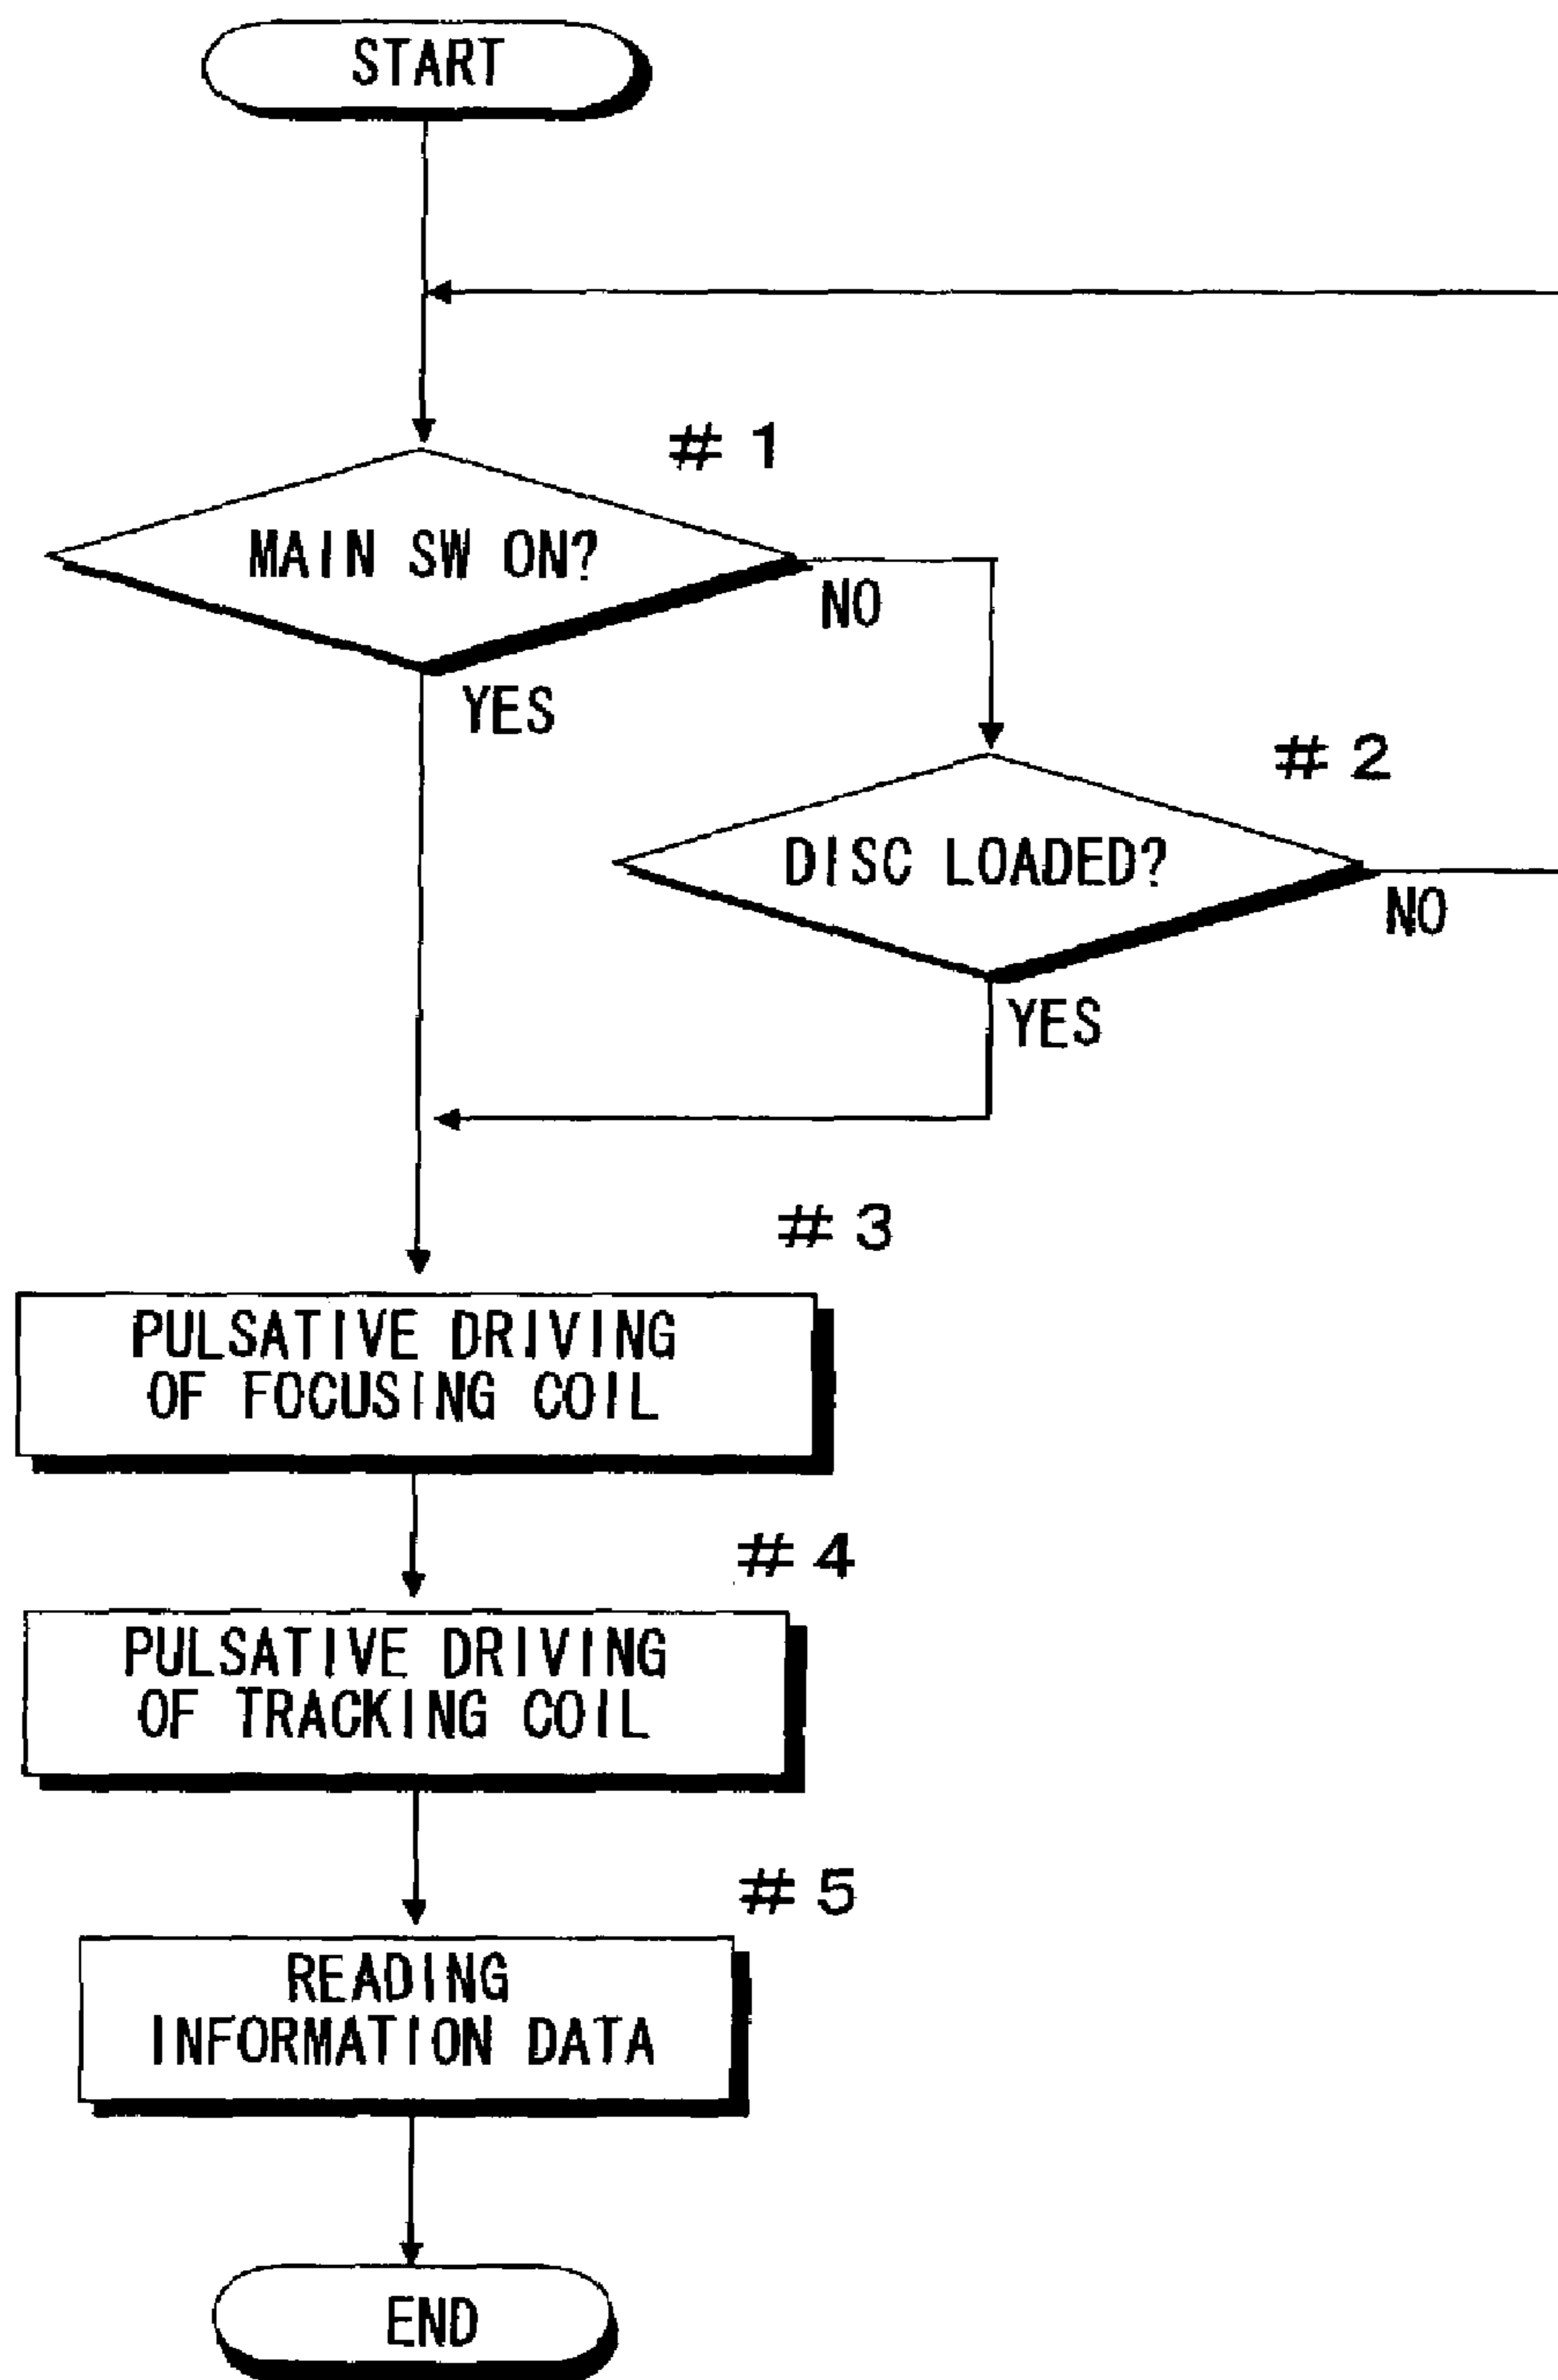 START
# 1
MAIN SW ON?
NO
YES
# 2
DISC LOADED?
NO
YES
# 3
PULSATIVE DRIVING
OF FOCUSING COIL
# 4
PULSATIVE DRIVING
OF TRACKING COIL
# 5
READING
INFORMATION DATA
END